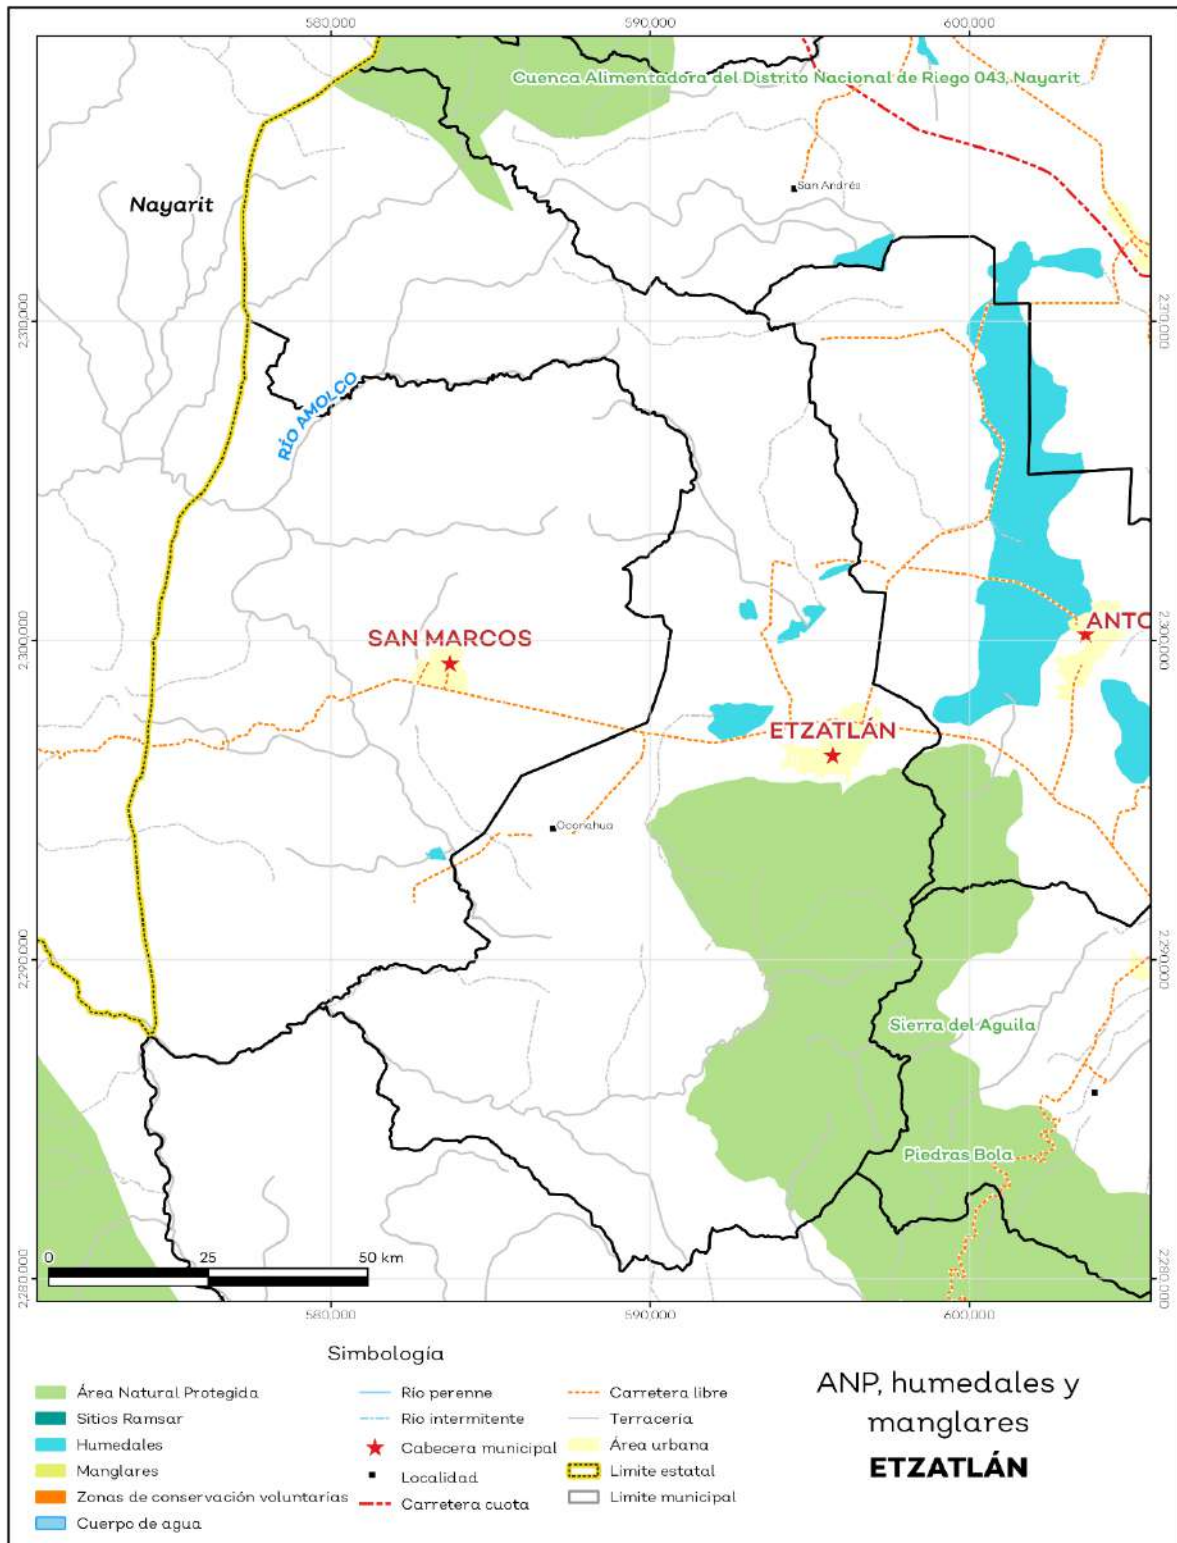 580,000 590,000 600,000
Cuenca Alimentadora del Distrito Nacional de Riego 043, Nayarit
San Andrés
Nayarit
2,310,000 2,310,000
RÍO AMOLCO
2,300,000 2,300,000
SAN MARCOS
ANTO
ETZATLÁN
Oconahua
2,290,000 2,290,000
Sierra del Aguila
Piedras Bola
0 25 50 km
2,280,000 2,280,000
580,000 590,000 600,000
Simbología
Área Natural Protegida
Sitios Ramsar
Humedales
Manglares
Zonas de conservación voluntarias
Cuerpo de agua
Río perenne
Río intermitente
Cabecera municipal
Localidad
Carretera cuota
Carretera libre
Terracería
Área urbana
Limite estatal
Limite municipal
ANP, humedales y
manglares
ETZATLÁN